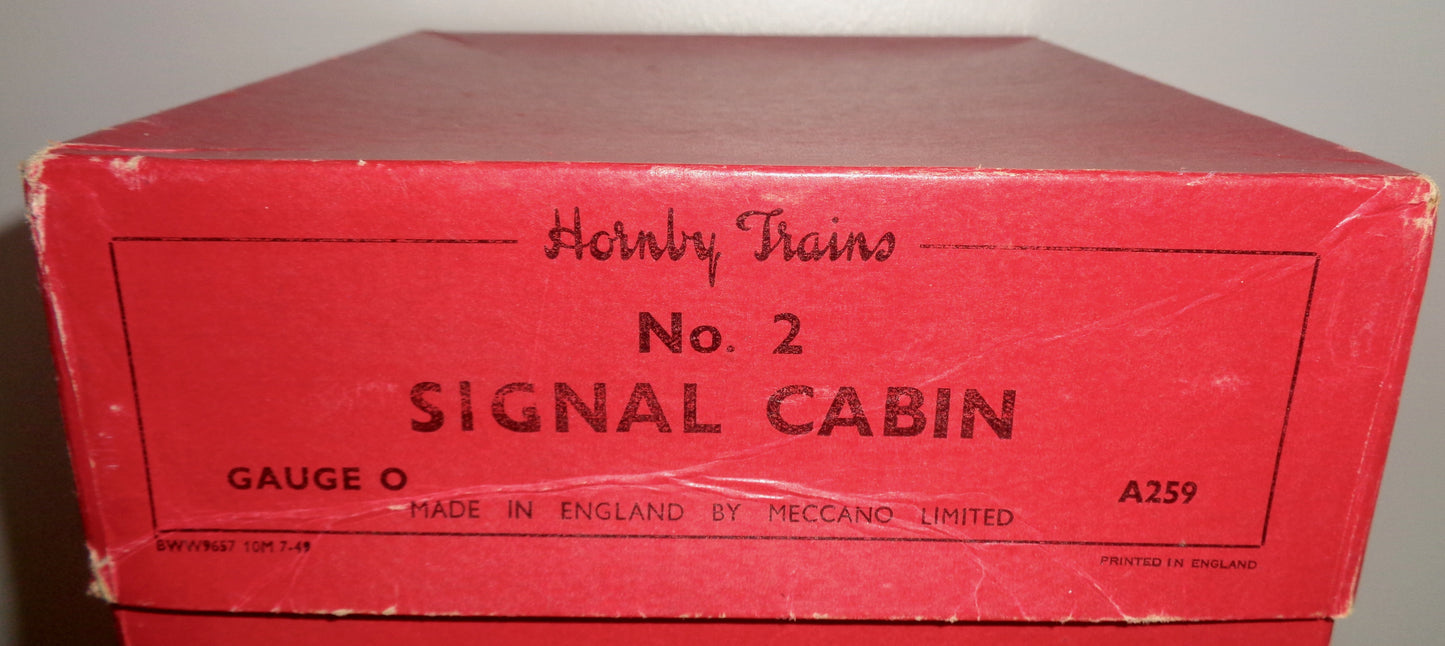 Hornby Trains
No. 2
SIGNAL CABIN
GAUGE O
A259
MADE IN ENGLAND BY MECCANO LIMITED
BWW9657 10M 7-49
PRINTED IN ENGLAND